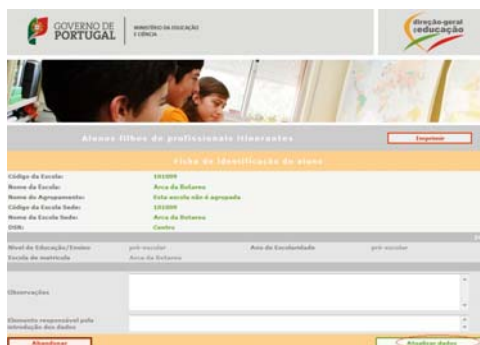 GOVERNO DE
PORTUGAL
MINISTÉRIO DA EDUCAÇÃO
E CIÊNCIA
direção-geral
educação
Alunos filhos de profissionais itinerantes
Imprimir
Ficha de identificação do aluno
Código da Escola: 101009
Nome da Escola: Arca da Botareu
Nome do Agrupamento: Esta escola não é agrupada
Código da Escola Sede: 101009
Nome da Escola Sede: Arca da Botareu
DSR: Centro
Nível de Educação/Ensino pré-escolar Ano de Escolaridade pré-escolar
Escola de matrícula Arca da Botareu
Observações
Elemento responsável pela
introdução dos dados
Abandonar
Atualizar dados